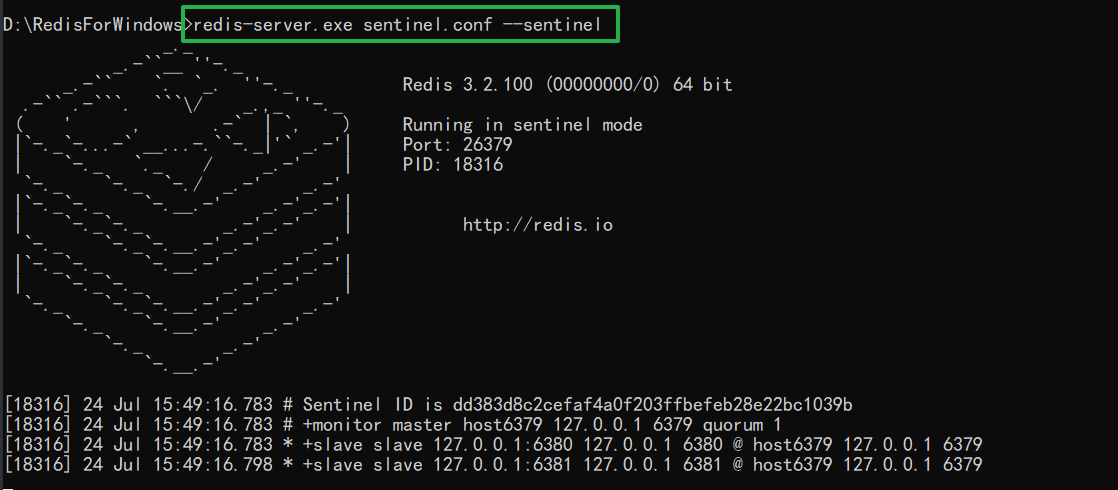 D:\RedisForWindows>redis-server.exe sentinel.conf --sentinel
Redis 3.2.100 (00000000/0) 64 bit
Running in sentinel mode
Port: 26379
PID: 18316
http://redis.io
[18316] 24 Jul 15:49:16.783 # Sentinel ID is dd383d8c2cefaf4a0f203ffbefeb28e22bc1039b
[18316] 24 Jul 15:49:16.783 # +monitor master host6379 127.0.0.1 6379 quorum 1
[18316] 24 Jul 15:49:16.783 * +slave slave 127.0.0.1:6380 127.0.0.1 6380 @ host6379 127.0.0.1 6379
[18316] 24 Jul 15:49:16.798 * +slave slave 127.0.0.1:6381 127.0.0.1 6381 @ host6379 127.0.0.1 6379